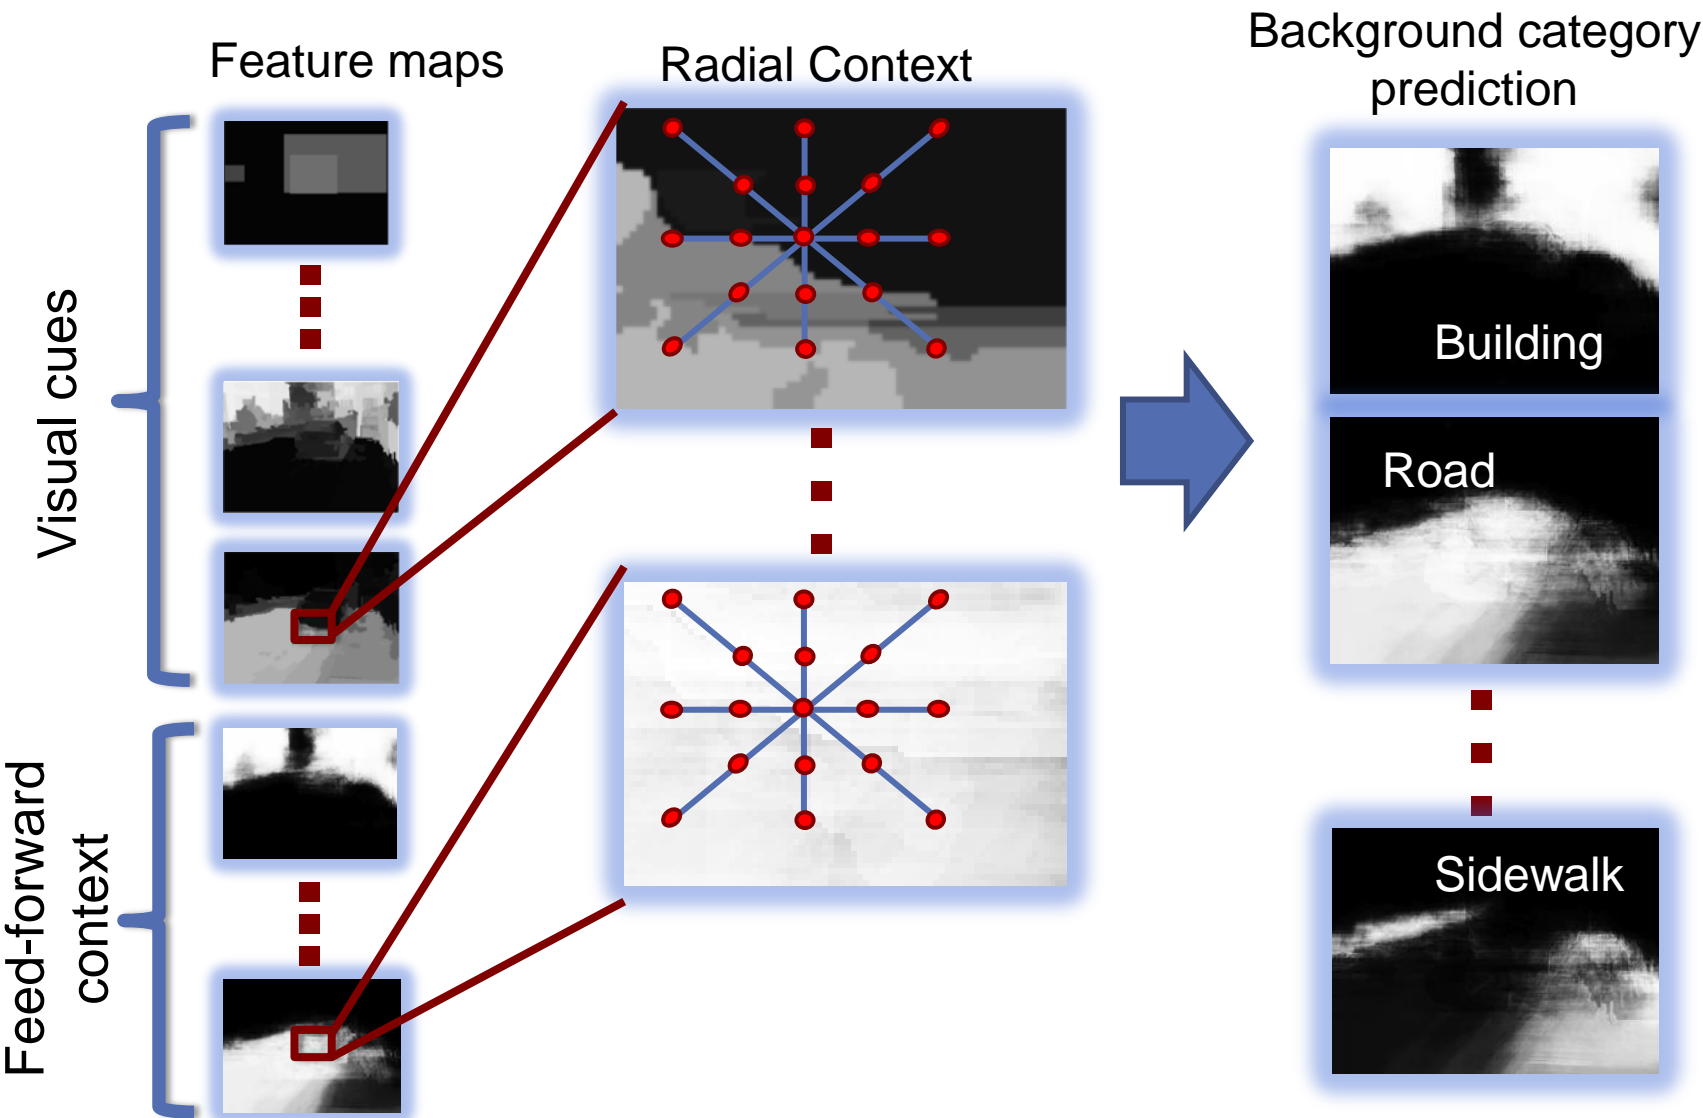 Feature maps
Radial Context
Background category
prediction
Visual cues
Feed-forward
context
Building
Road
Sidewalk